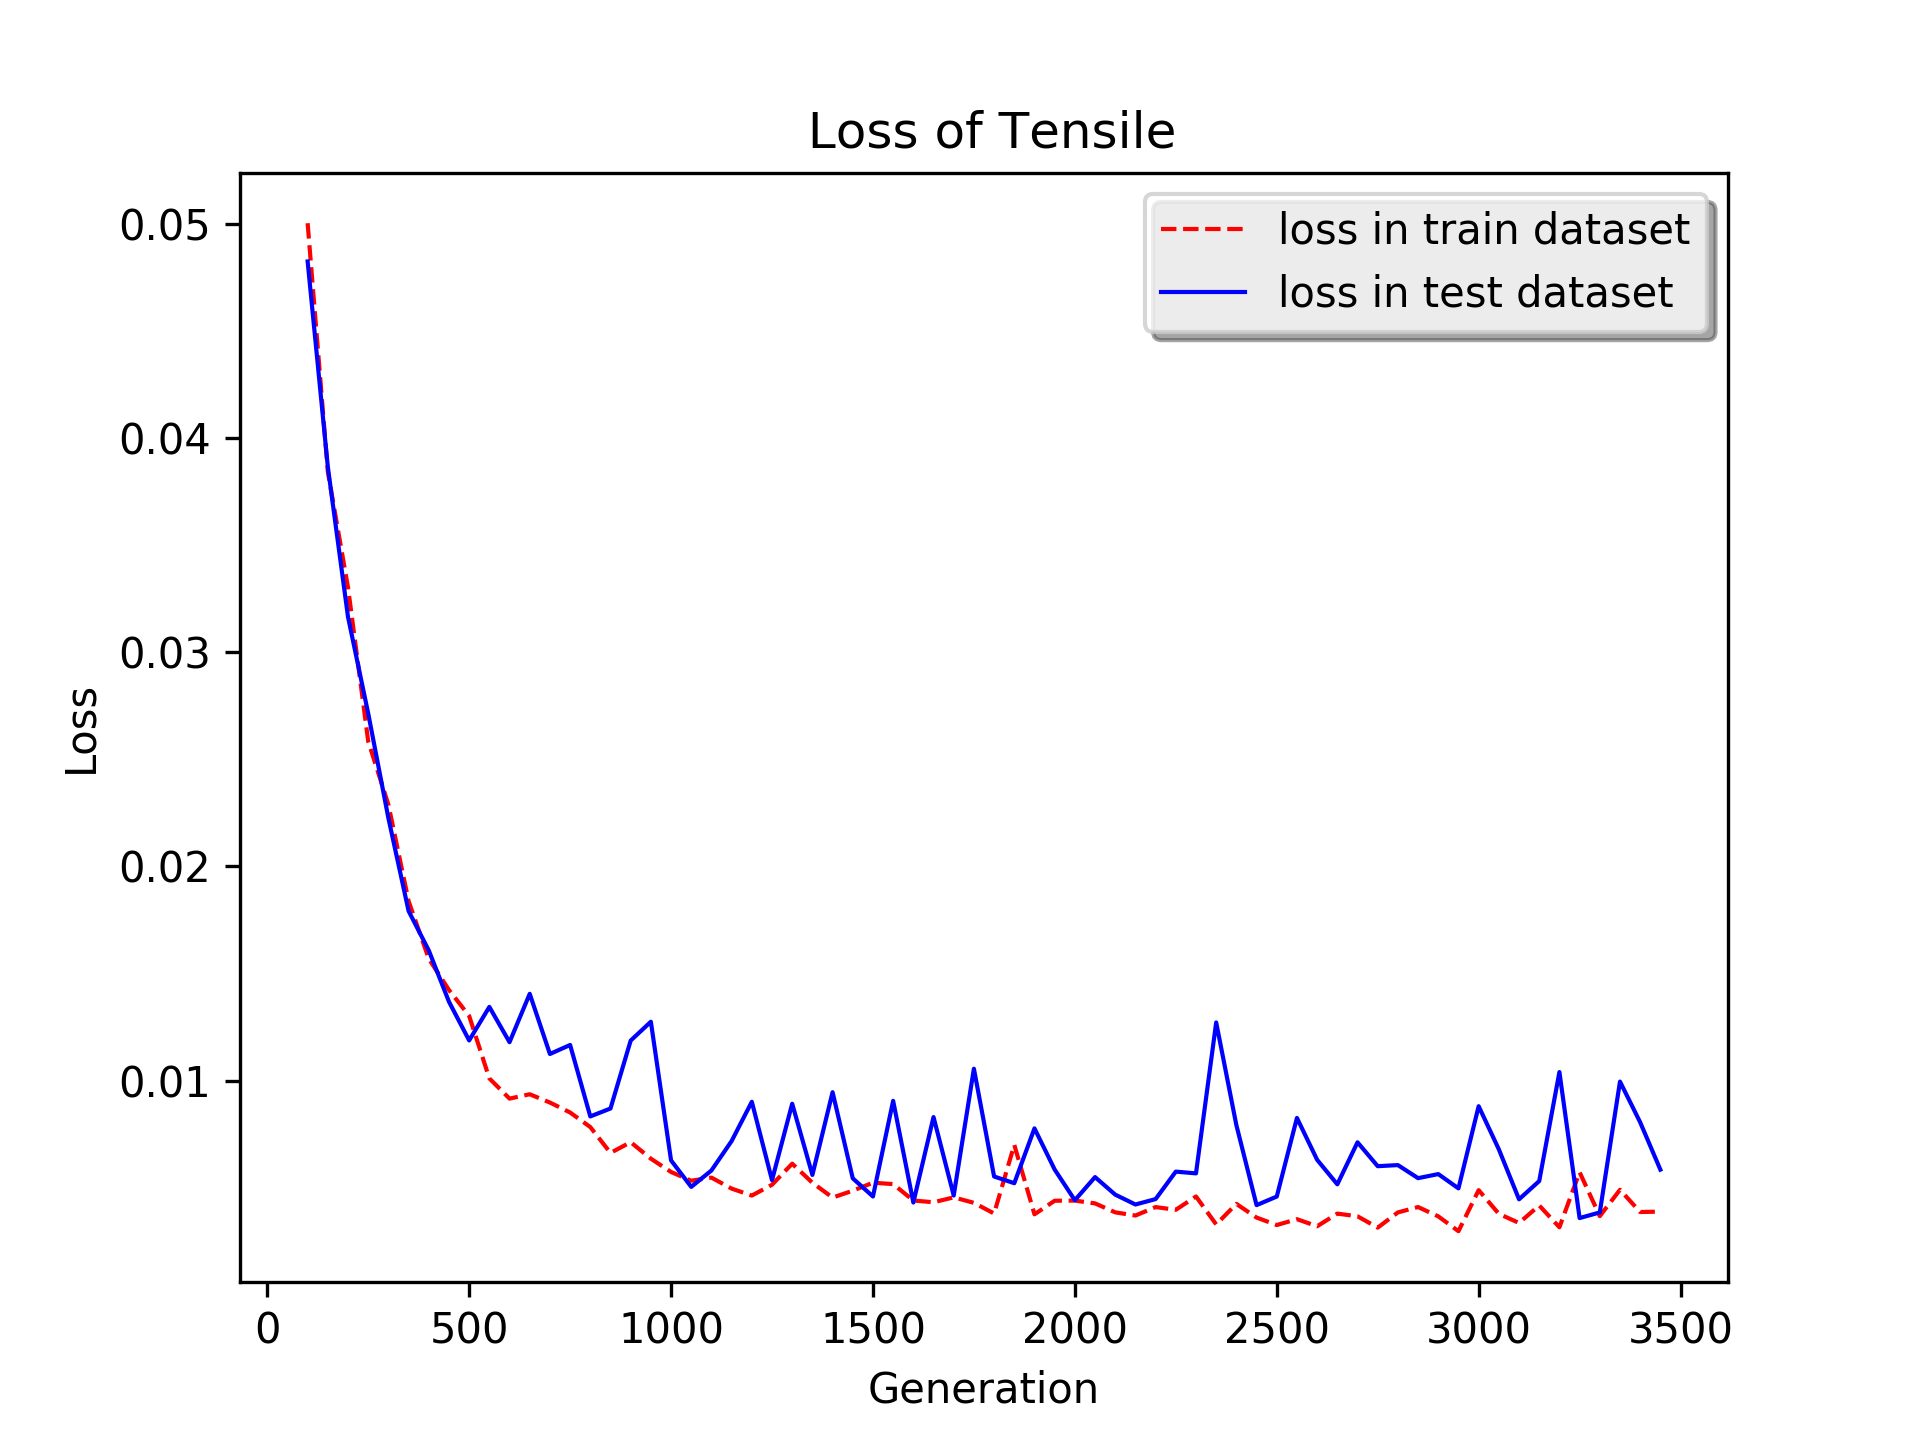 Loss of Tensile
loss in train dataset
loss in test dataset
0.05
0.04
0.03
0.02
0.01
Loss
0 500 1000 1500 2000 2500 3000 3500
Generation